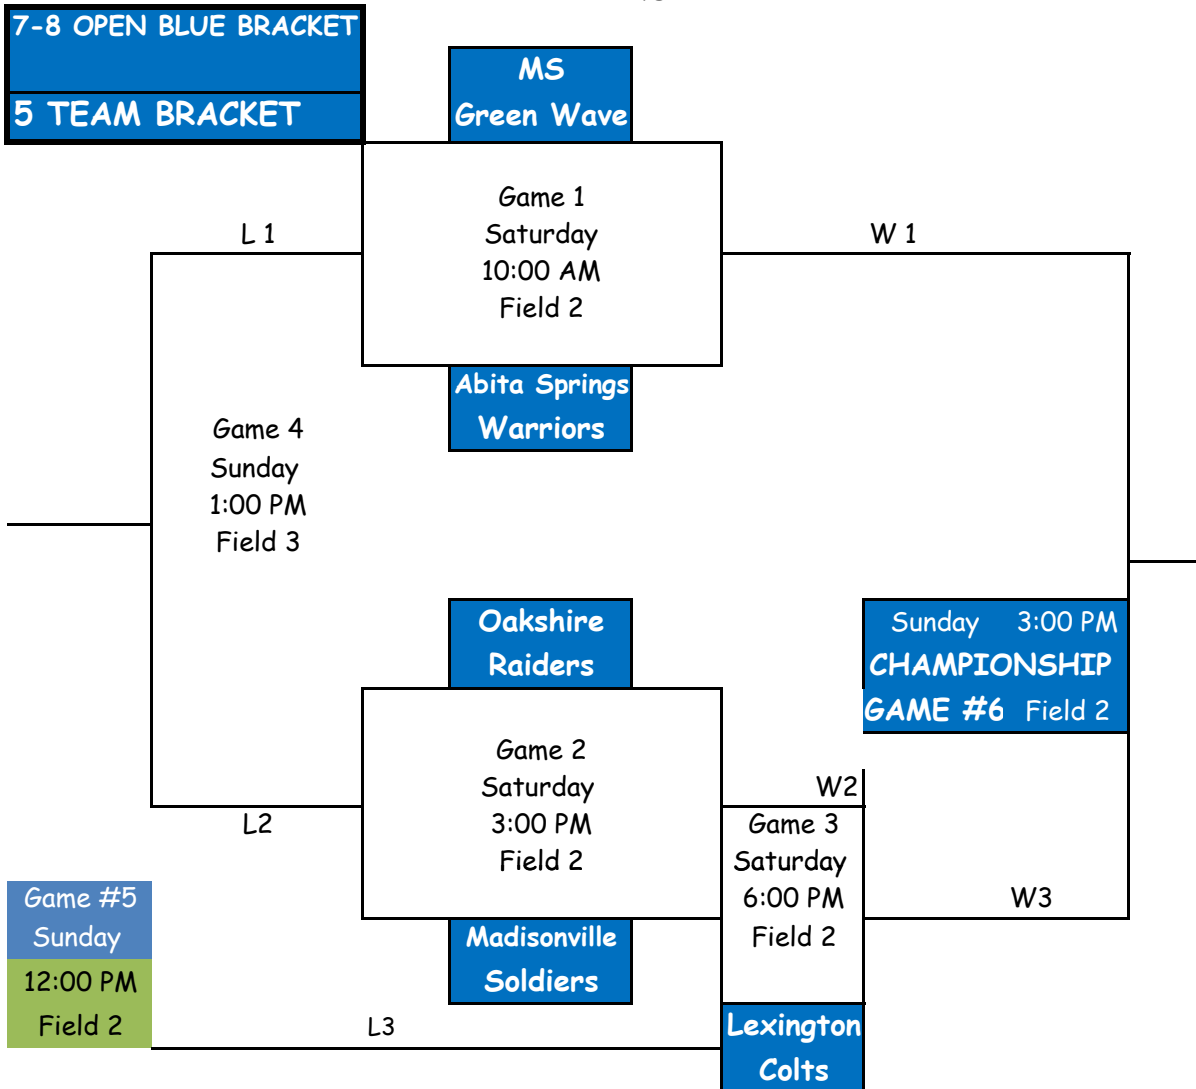 7-8 OPEN BLUE BRACKET
5 TEAM BRACKET
MS
Green Wave
Game 1
Saturday
10:00 AM
Field 2
L 1
W 1
Abita Springs
Warriors
Game 4
Sunday
1:00 PM
Field 3
Oakshire
Raiders
Sunday 3:00 PM
CHAMPIONSHIP
GAME #6 Field 2
Game 2
Saturday
3:00 PM
Field 2
L2
W2
Game 3
Saturday
6:00 PM
Field 2
W3
Game #5
Sunday
12:00 PM
Field 2
Madisonville
Soldiers
L3
Lexington
Colts